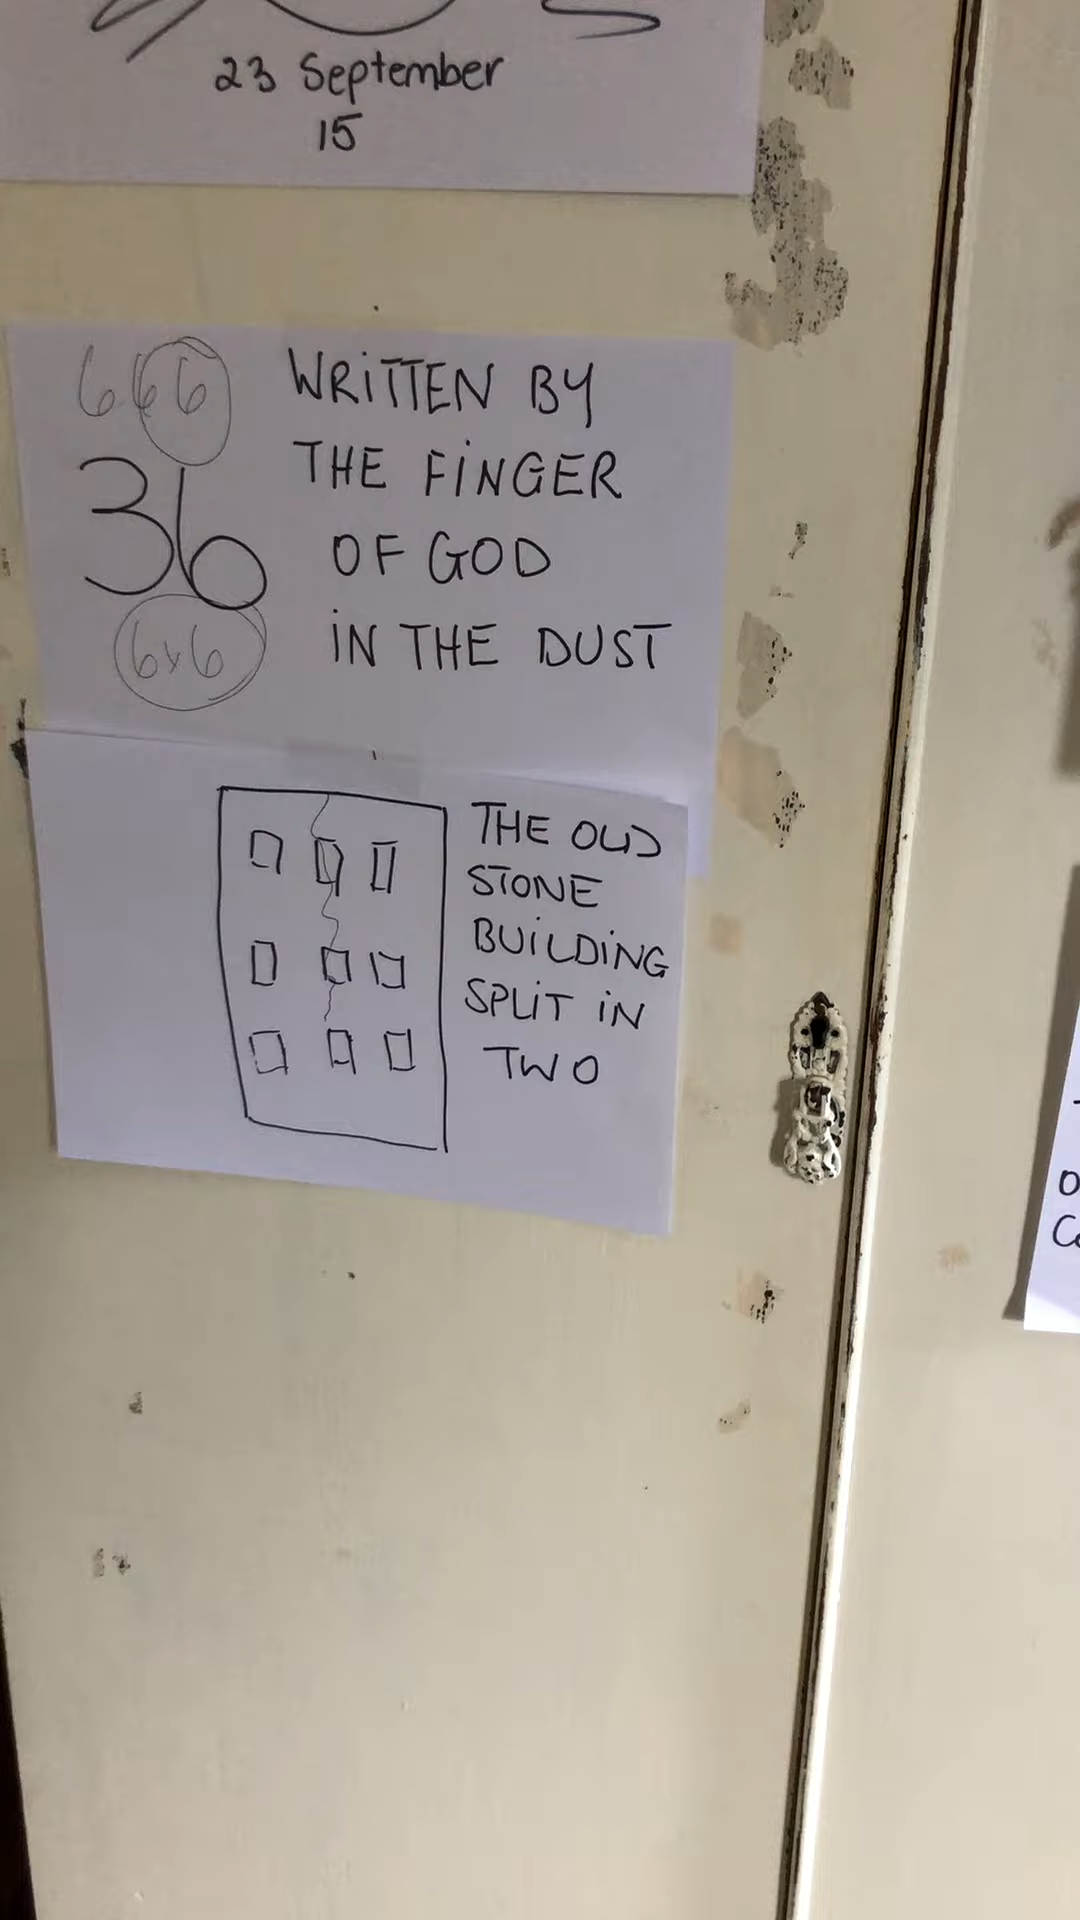 23 September
15
666
WRiTTEN BY
THE FiNGER
36
OF GOD
6x6
iN THE DUST
THE OLD
STONE
BUiLDiNG
SPLiT iN
TWO